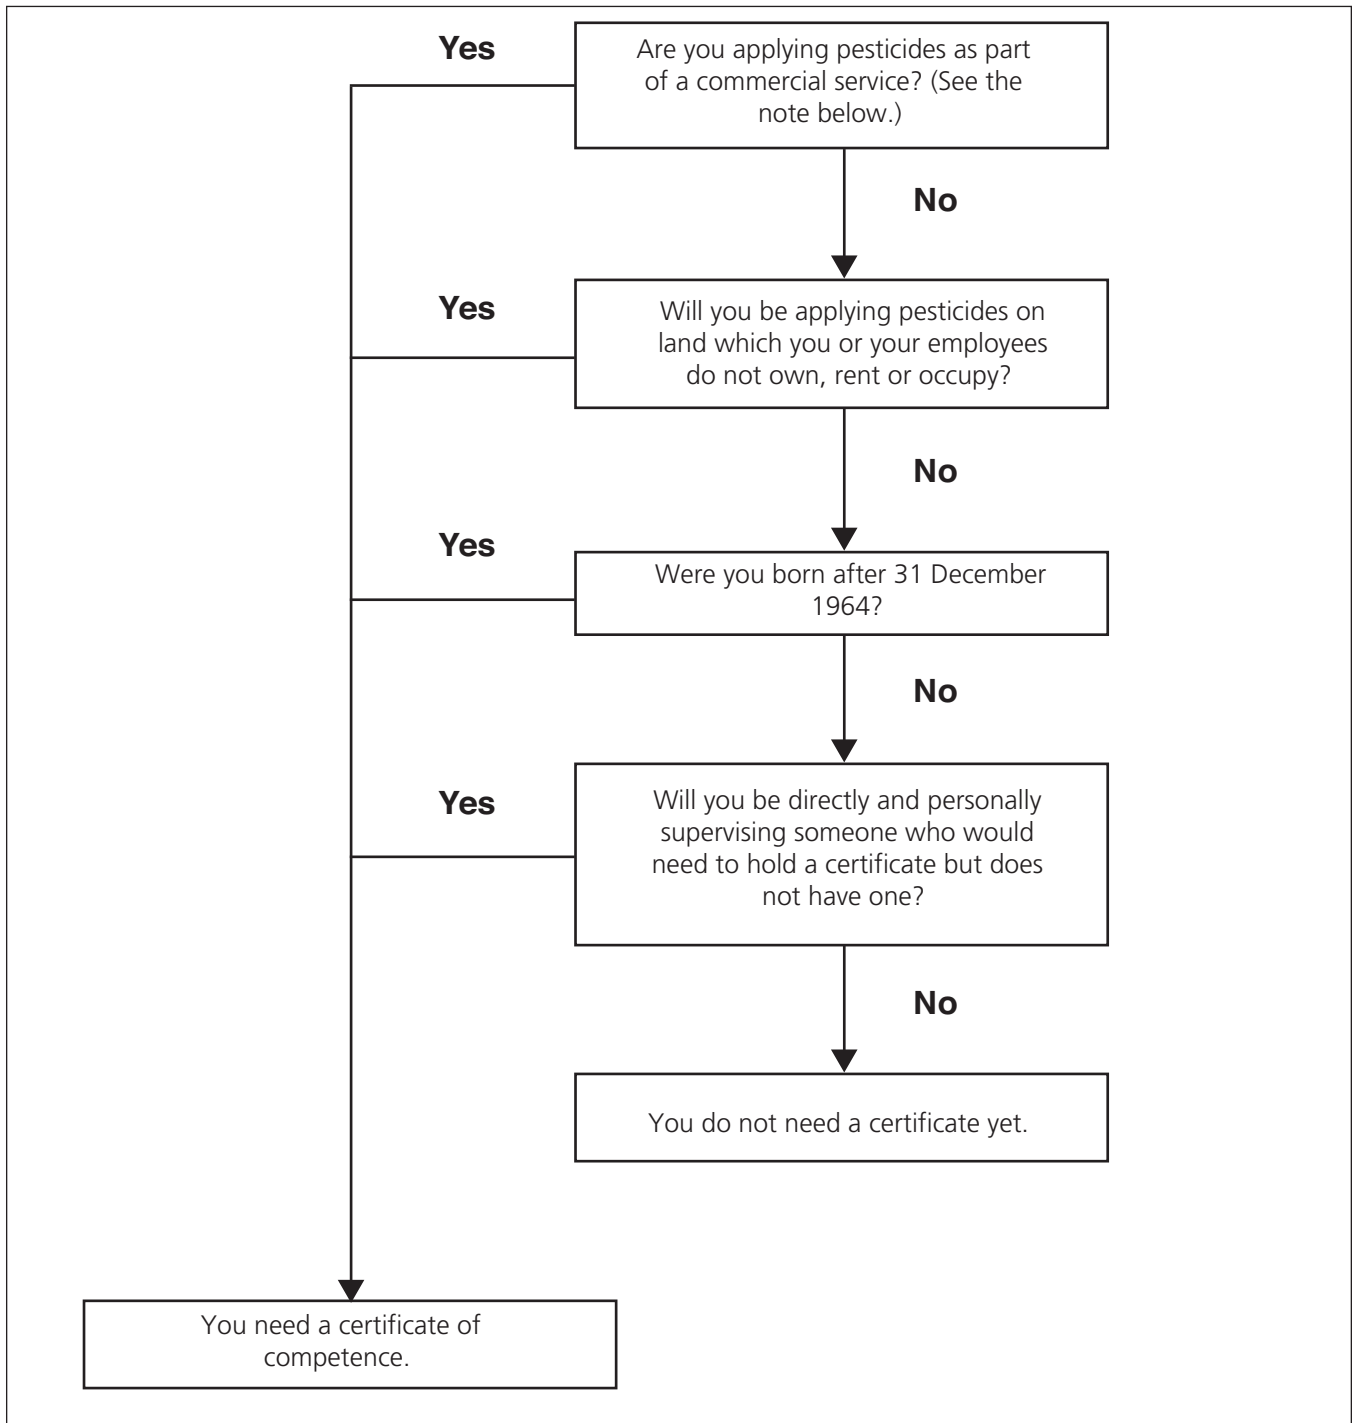 Yes
Are you applying pesticides as part
of a commercial service? (See the
note below.)
No
Yes
Will you be applying pesticides on
land which you or your employees
do not own, rent or occupy?
No
Yes
Were you born after 31 December
1964?
No
Yes
Will you be directly and personally
supervising someone who would
need to hold a certificate but does
not have one?
No
You do not need a certificate yet.
You need a certificate of
competence.